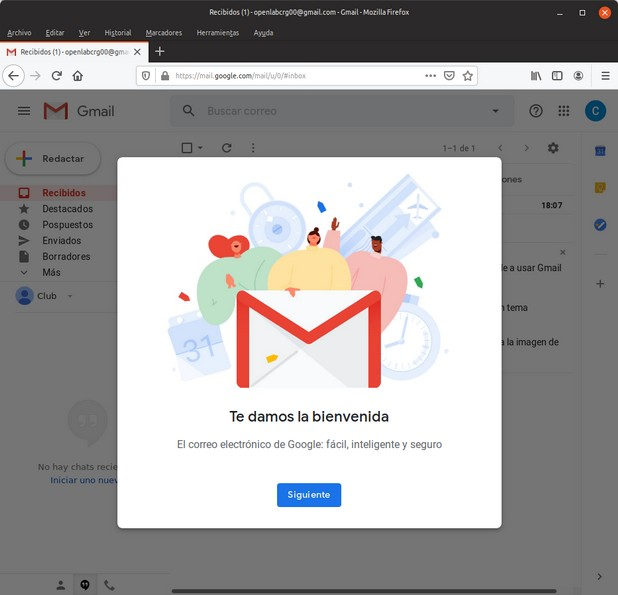 Recibidos (1) - openlabcrg00@gmail.com - Gmail - Mozilla Firefox
Archivo Editar Ver Historial Marcadores Herramientas Ayuda
Recibidos (1) - openlabcrg00@gma
https://mail.google.com/mail/u/0/#inbox
Gmail
Buscar correo
C
Redactar
1–1 de 1
Recibidos
ones
Destacados
18:07
Pospuestos
Enviados
Borradores
Más
le a usar Gmail
Club
n tema
a la imagen de
31
31
Te damos la bienvenida
El correo electrónico de Google: fácil, inteligente y seguro
No hay chats recie
Iniciar uno nuev
Siguiente